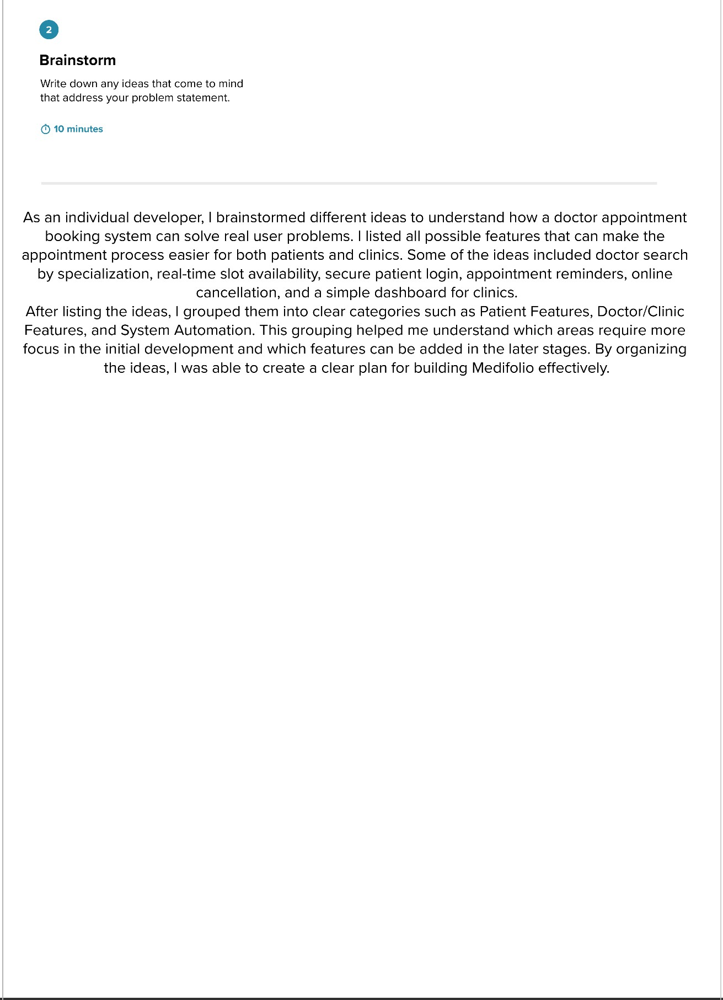 2
Brainstorm
Write down any ideas that come to mind
that address your problem statement.
10 minutes
As an individual developer, I brainstormed different ideas to understand how a doctor appointment
booking system can solve real user problems. I listed all possible features that can make the
appointment process easier for both patients and clinics. Some of the ideas included doctor search
by specialization, real-time slot availability, secure patient login, appointment reminders, online
cancellation, and a simple dashboard for clinics.
After listing the ideas, I grouped them into clear categories such as Patient Features, Doctor/Clinic
Features, and System Automation. This grouping helped me understand which areas require more
focus in the initial development and which features can be added in the later stages. By organizing
the ideas, I was able to create a clear plan for building Medifolio effectively.